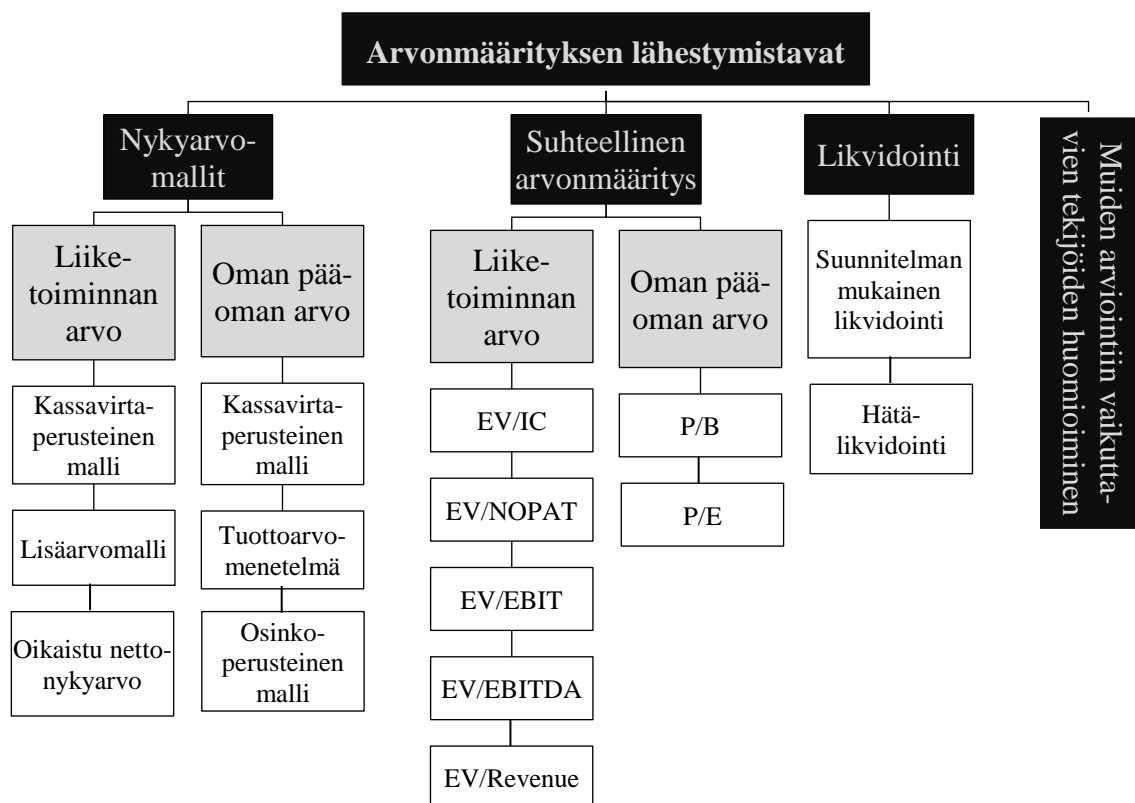 Arvonmäärityksen lähestymistavat
Nykyarvo-
mallit
Liike-
toiminnan
arvo
Kassavirta-
perusteinen
malli
Lisäarvomalli
Oikaistu netto-
nykyarvo
Oman pää-
oman arvo
Kassavirta-
perusteinen
malli
Tuottoarvo-
menetelmä
Osinko-
perusteinen
malli
Suhteellinen
arvonmääritys
Liike-
toiminnan
arvo
EV/IC
EV/NOPAT
EV/EBIT
EV/EBITDA
EV/Revenue
Oman pää-
oman arvo
P/B
P/E
Likvidointi
Suunnitelman
mukainen
likvidointi
Hätä-
likvidointi
Muiden arviointiin vaikutta-
vien tekijöiden huomioiminen